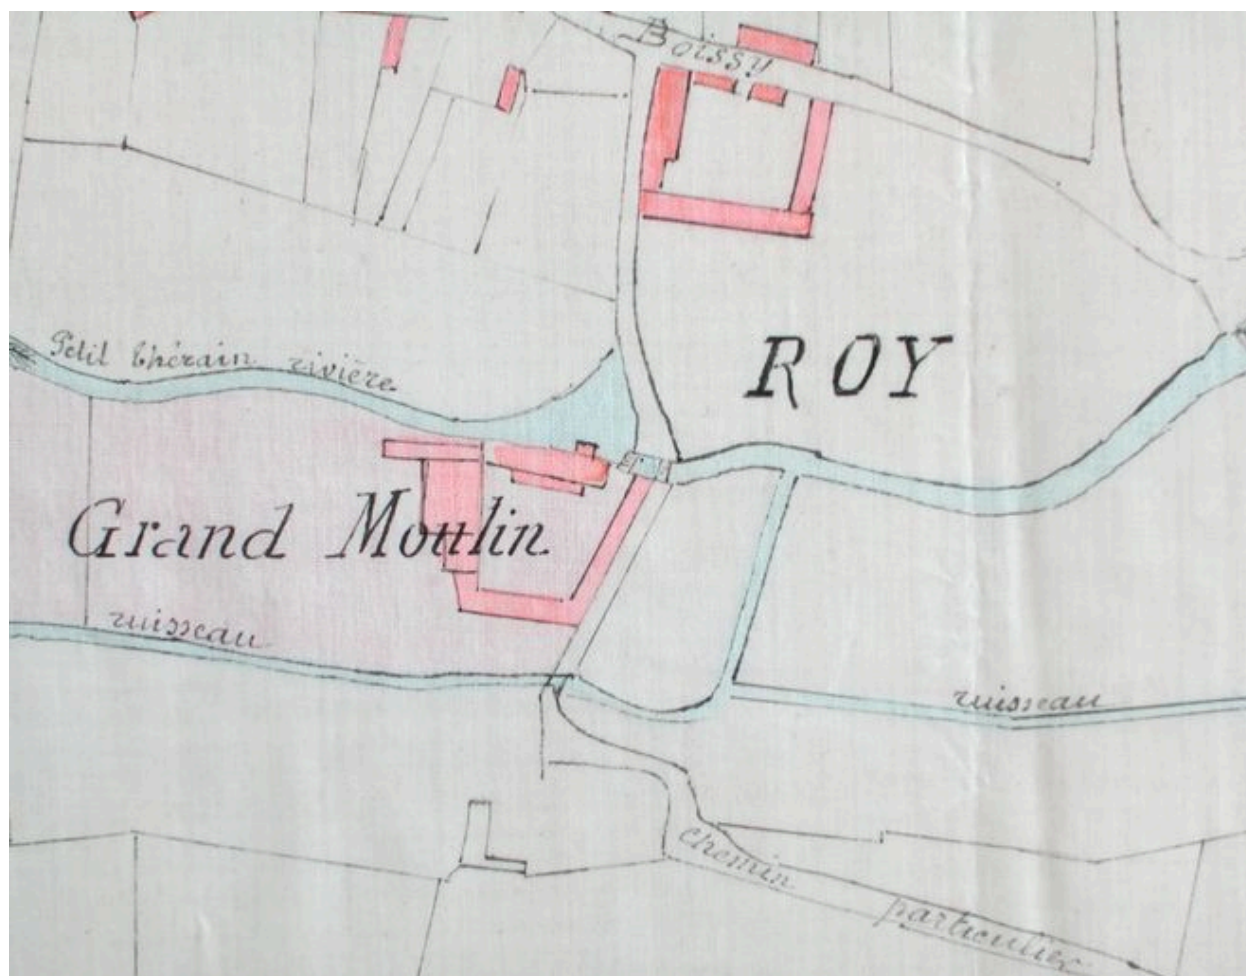 Boissy
ROY
Petit Thérain rivière
Grand Moulin
ruisseau
ruisseau
chemin
particulier